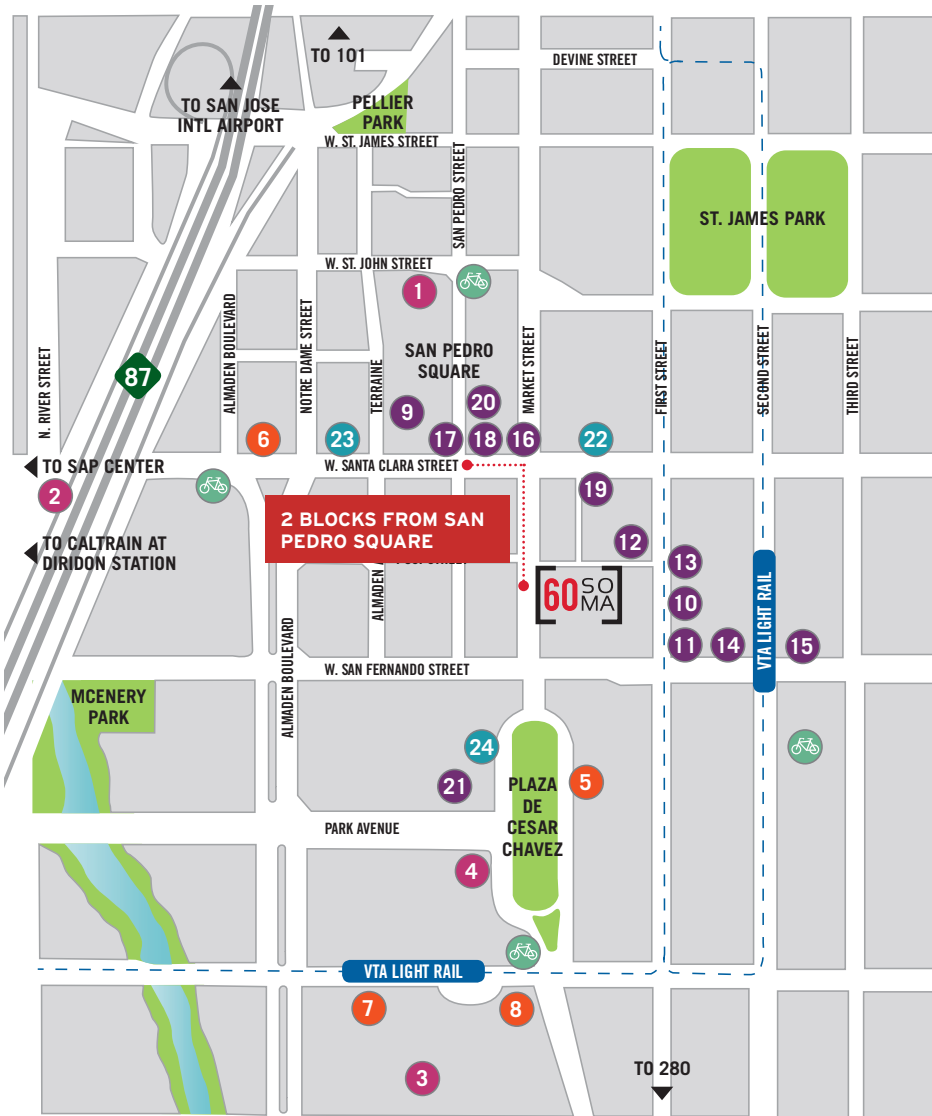 TO 101
DEVINE STREET
TO SAN JOSE
INTL AIRPORT
PELLIER
PARK
W. ST. JAMES STREET
SAN PEDRO STREET
ST. JAMES PARK
W. ST. JOHN STREET
1
N. RIVER STREET
87
ALMADEN BOULEVARD
NOTRE DAME STREET
TERRAINE
SAN PEDRO
SQUARE
MARKET STREET
FIRST STREET
SECOND STREET
THIRD STREET
9
20
6
23
17
18
16
22
W. SANTA CLARA STREET
TO SAP CENTER
2
19
2 BLOCKS FROM SAN
PEDRO SQUARE
12
TO CALTRAIN AT
DIRIDON STATION
13
60 SO
MA
10
VTA LIGHT RAIL
ALMADEN
11
14
15
ALMADEN BOULEVARD
W. SAN FERNANDO STREET
MCENERY
PARK
24
21
PLAZA
DE
CESAR
CHAVEZ
5
PARK AVENUE
4
VTA LIGHT RAIL
7
8
3
TO 280